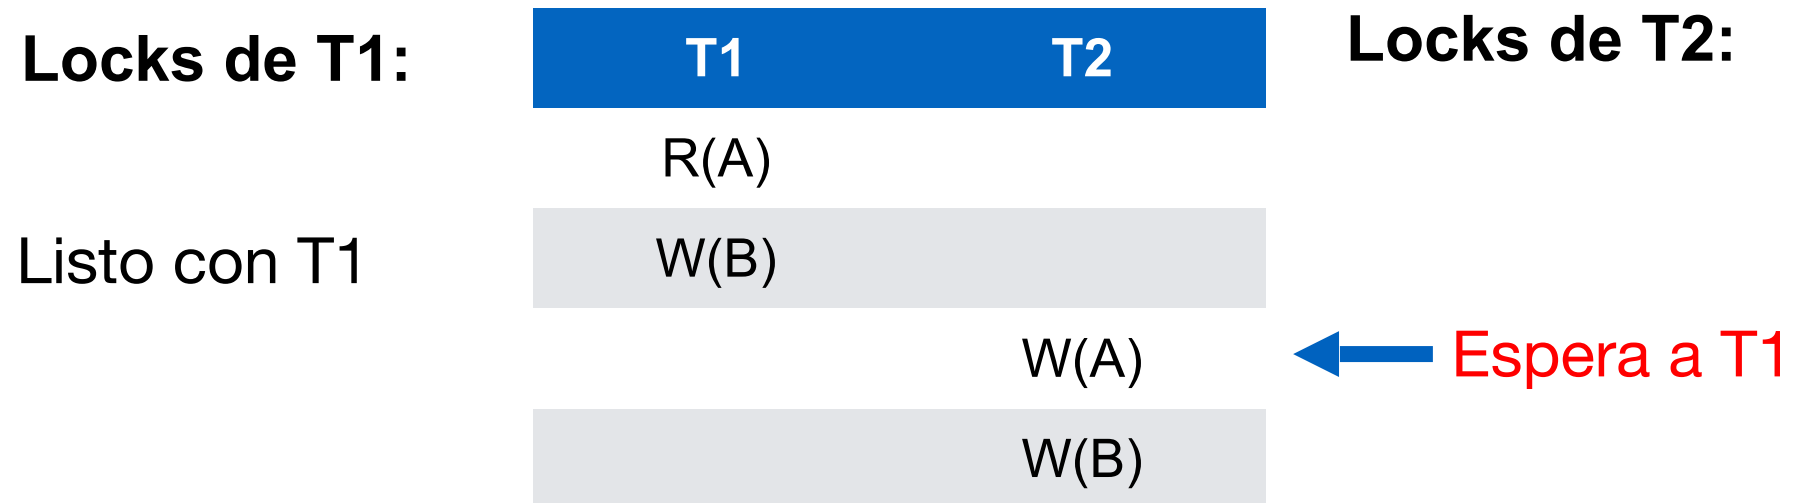 Locks de T1:
T1 T2
Locks de T2:
R(A)
Listo con T1
W(B)
W(A)
Espera a T1
W(B)